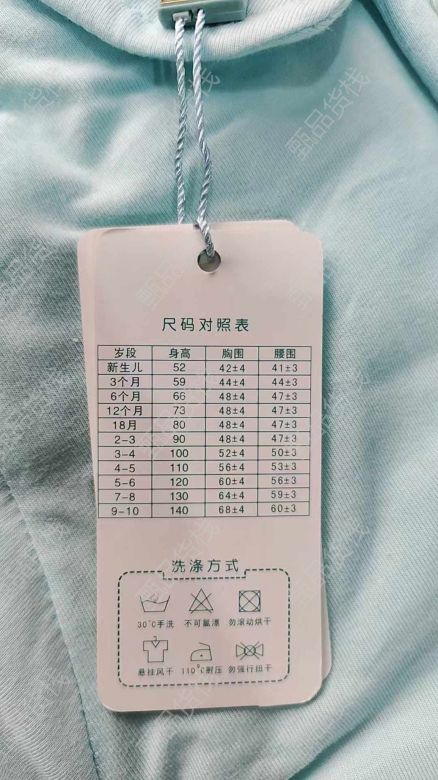 尺码对照表
岁段 身高 胸围 腰围
新生儿 52 42±4 41±3
3个月 59 44±4 44±3
6个月 66 48±4 47±3
12个月 73 48±4 47±3
18月 80 48±4 47±3
2-3 90 48±4 47±3
3-4 100 52±4 50±3
4-5 110 56±4 53±3
5-6 120 60±4 56±3
7-8 130 64±4 59±3
9-10 140 68±4 60±3
洗涤方式
30°C手洗 不可氯漂 勿滚动烘干
悬挂风干 110°C耐压 勿强行扭干
甄品货栈